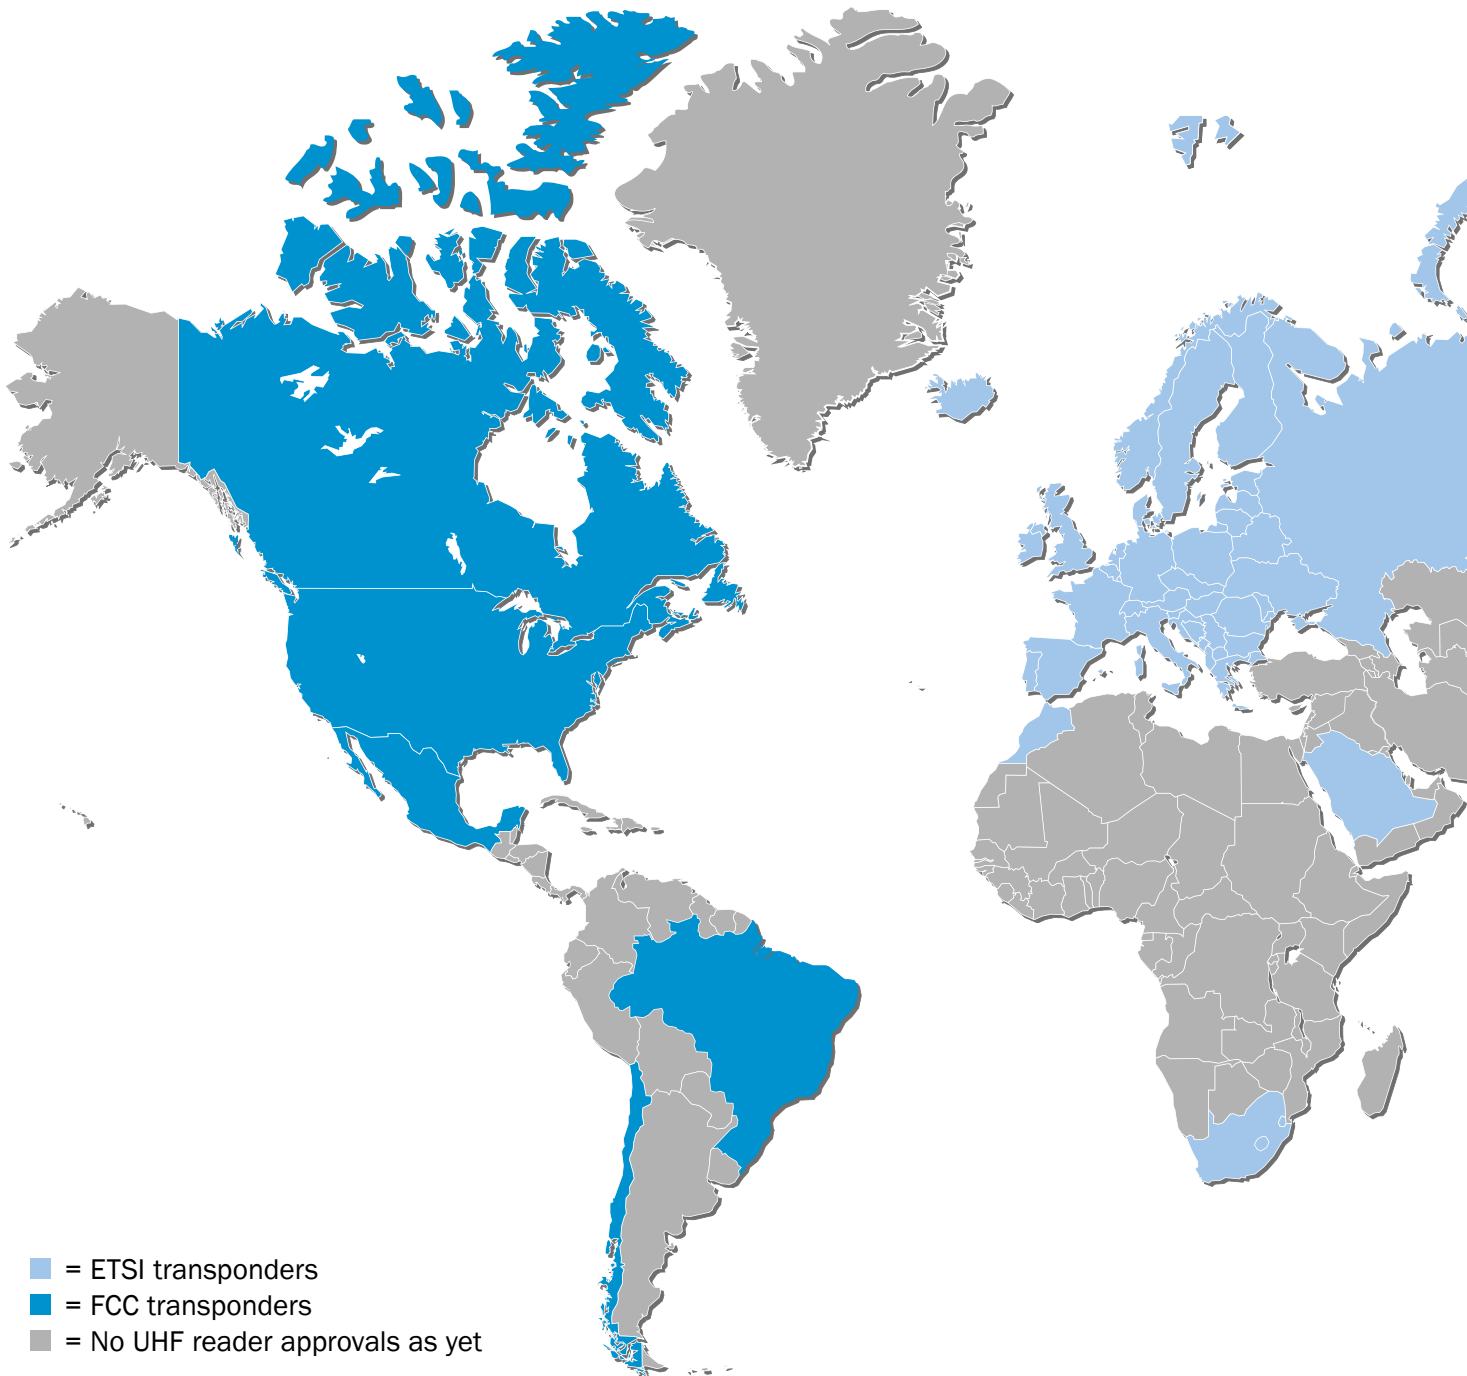 = ETSI transponders
= FCC transponders
= No UHF reader approvals as yet